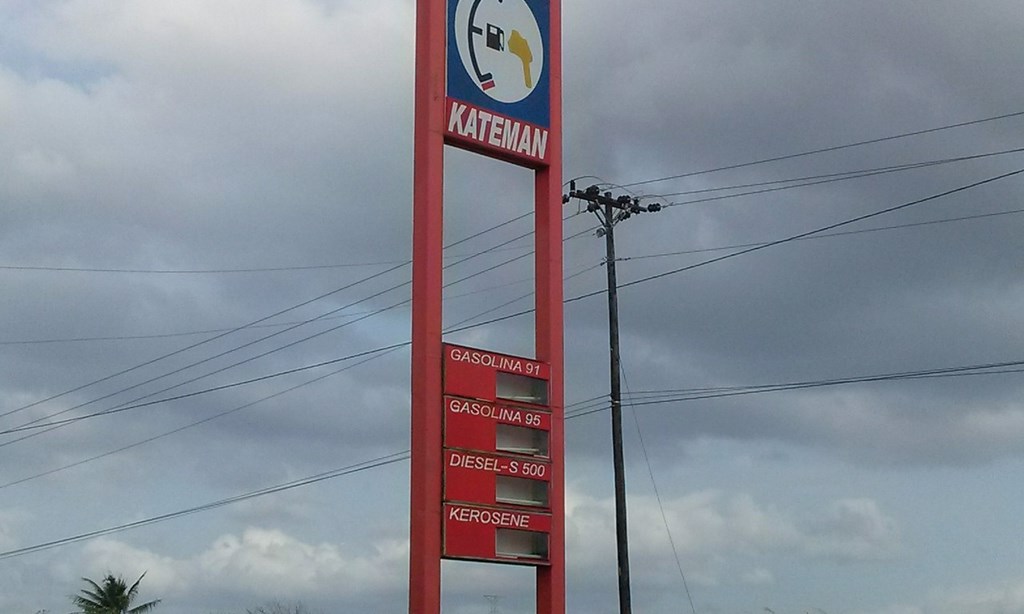 KATEMAN
GASOLINA 91
GASOLINA 95
DIESEL-S 500
KEROSENE